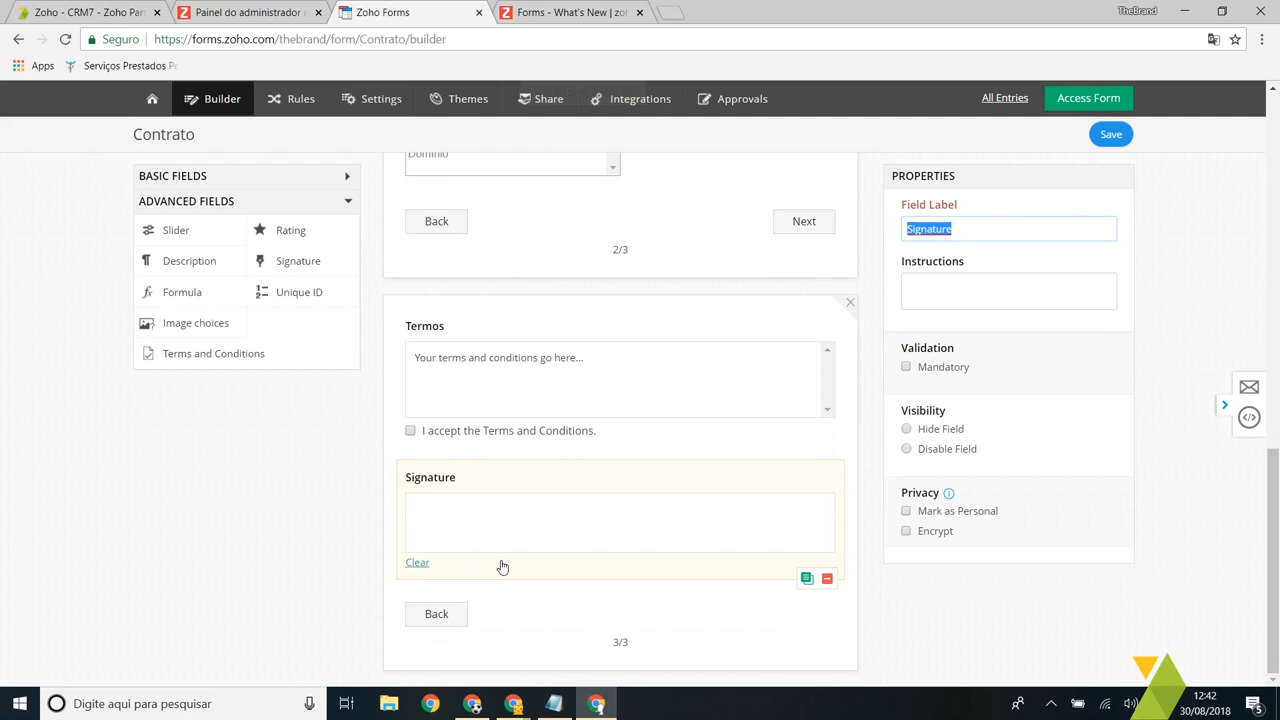 Zoho - CRM7 - Zoho Par
Painel do administrador d
Zoho Forms
Forms - What's New | zoh
TheBrand
Seguro
https://forms.zoho.com/thebrand/form/Contrato/builder
Apps
Serviços Prestados Pe
Builder
Rules
Settings
Themes
Share
Integrations
Approvals
All Entries
Access Form
Contrato
Save
BASIC FIELDS
ADVANCED FIELDS
Slider
Rating
Description
Signature
Formula
Unique ID
Image choices
Terms and Conditions
Dominio
Back
Next
2/3
Termos
Your terms and conditions go here...
I accept the Terms and Conditions.
Signature
Clear
Back
3/3
PROPERTIES
Field Label
Signature
Instructions
Validation
Mandatory
Visibility
Hide Field
Disable Field
Privacy
Mark as Personal
Encrypt
Digite aqui para pesquisar
12:42
30/08/2018
5